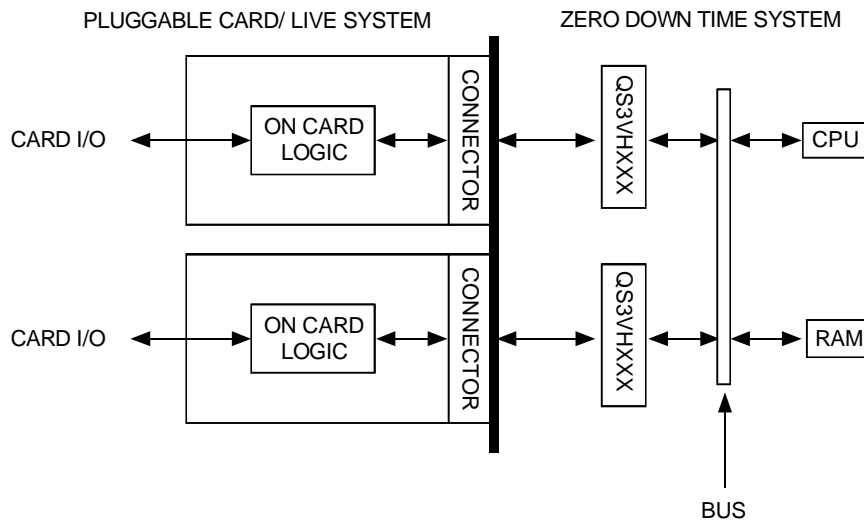 PLUGGABLE CARD/ LIVE SYSTEM
ZERO DOWN TIME SYSTEM
CARD I/O
ON CARD
LOGIC
CONNECTOR
QS3VHXXX
CPU
CARD I/O
ON CARD
LOGIC
CONNECTOR
QS3VHXXX
RAM
BUS